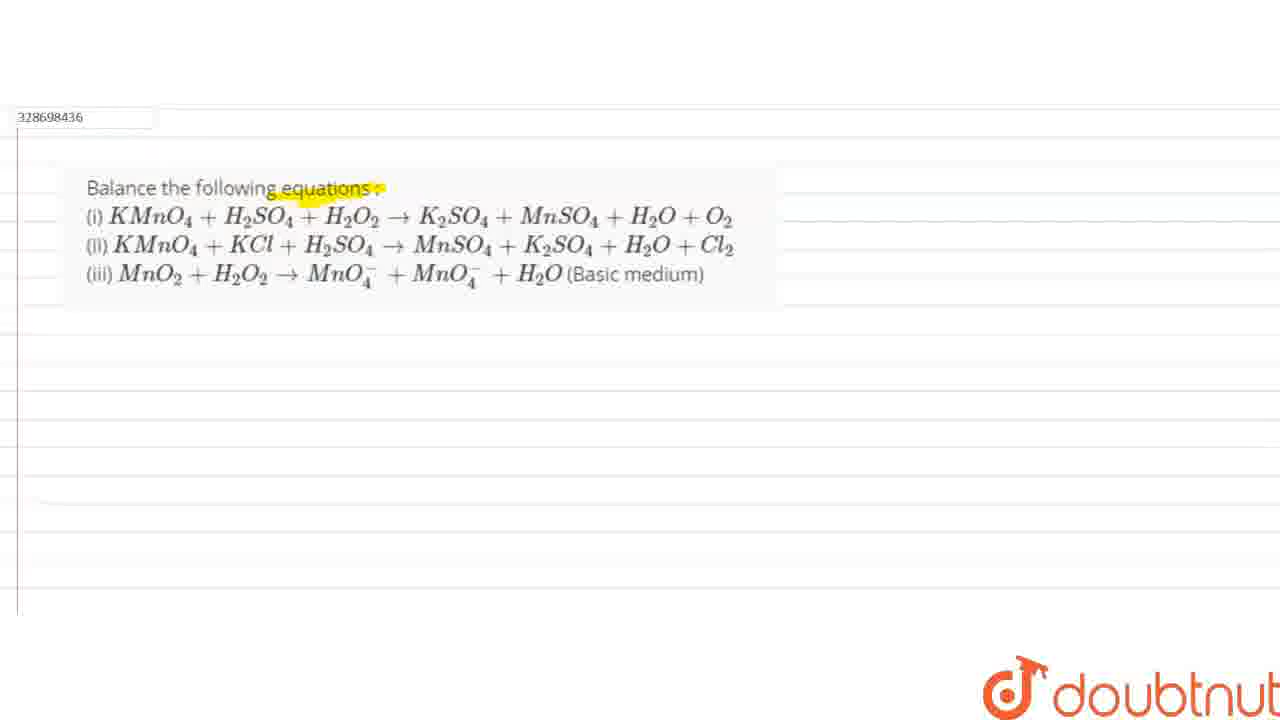 328698436
Balance the following equations :
(i) KMnO₄ + H₂SO₄ + H₂O₂ → K₂SO₄ + MnSO₄ + H₂O + O₂
(ii) KMnO₄ + KCl + H₂SO₄ → MnSO₄ + K₂SO₄ + H₂O + Cl₂
(iii) MnO₂ + H₂O₂ → MnO₄⁻ + MnO₄⁻ + H₂O (Basic medium)
doubtnut